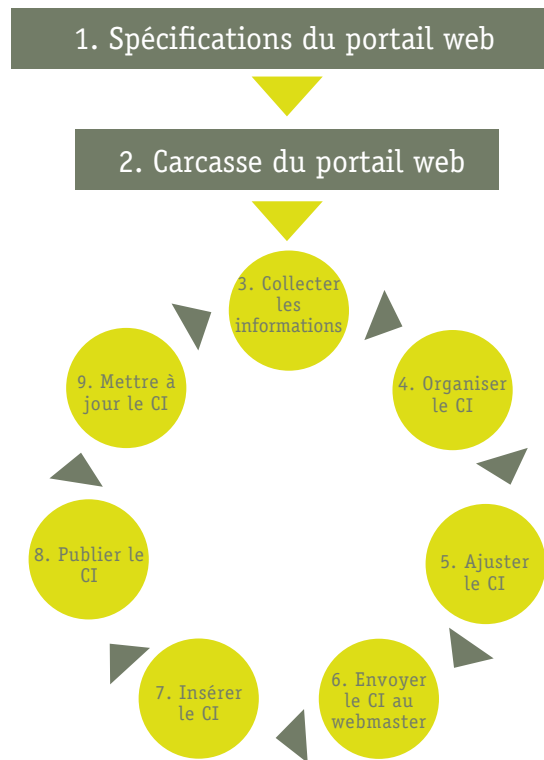 1. Spécifications du portail web
2. Carcasse du portail web
3. Collecter
les
informations
4. Organiser
le CI
5. Ajuster
le CI
6. Envoyer
le CI au
webmaster
7. Insérer
le CI
8. Publier le
CI
9. Mettre à
jour le CI